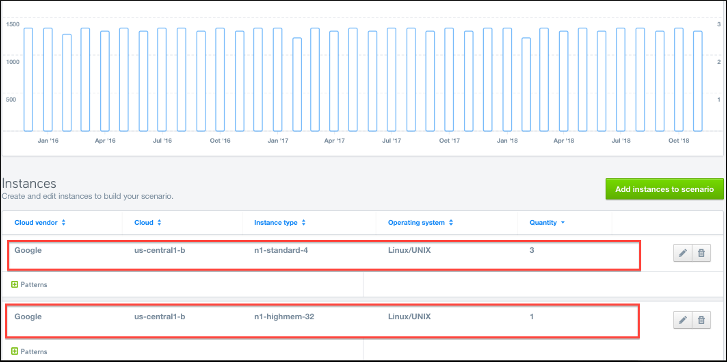 1500 3
1000 2
500 1
Jan '16 Apr '16 Jul '16 Oct '16 Jan '17 Apr '17 Jul '17 Oct '17 Jan '18 Apr '18 Jul '18 Oct '18
Instances
Create and edit instances to build your scenario.
Add instances to scenario
Cloud vendor Cloud Instance type Operating system Quantity
Google us-central1-b n1-standard-4 Linux/UNIX 3
Patterns
Google us-central1-b n1-highmem-32 Linux/UNIX 1
Patterns